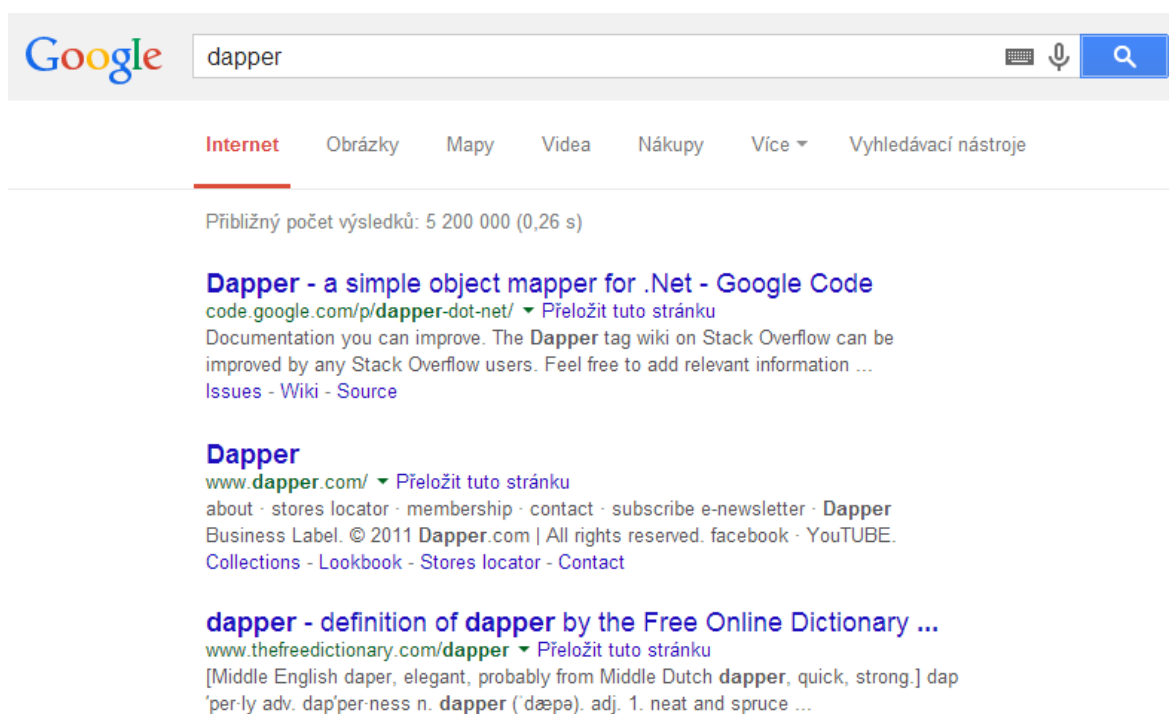 Google dapper
Internet Obrázky Mapy Videa Nákupy Více Vyhledávací nástroje
Přibližný počet výsledků: 5 200 000 (0,26 s)
Dapper - a simple object mapper for .Net - Google Code
code.google.com/p/dapper-dot-net/ Přeložit tuto stránku
Documentation you can improve. The Dapper tag wiki on Stack Overflow can be
improved by any Stack Overflow users. Feel free to add relevant information ...
Issues - Wiki - Source
Dapper
www.dapper.com/ Přeložit tuto stránku
about · stores locator · membership · contact · subscribe e-newsletter · Dapper
Business Label. © 2011 Dapper.com | All rights reserved. facebook · YouTUBE.
Collections - Lookbook - Stores locator - Contact
dapper - definition of dapper by the Free Online Dictionary ...
www.thefreedictionary.com/dapper Přeložit tuto stránku
[Middle English daper, elegant, probably from Middle Dutch dapper, quick, strong.] dap
′per·ly adv. dap′per·ness n. dapper (ˈdæpə). adj. 1. neat and spruce ...